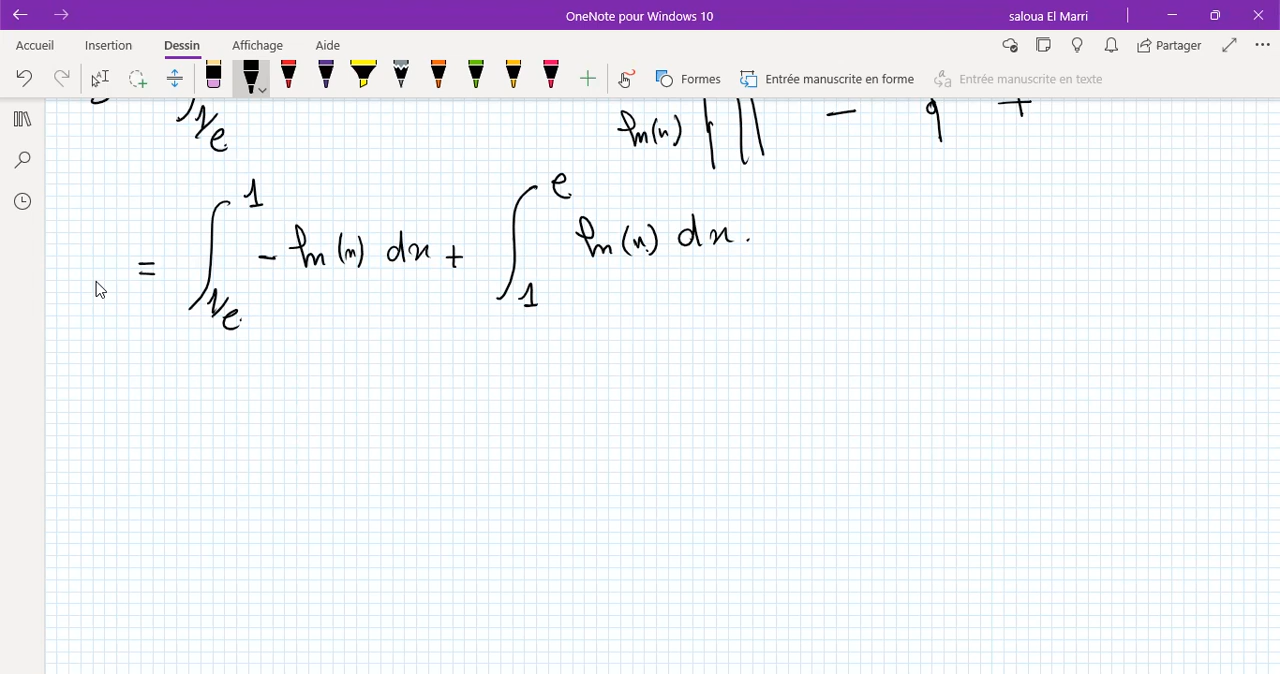 OneNote pour Windows 10
saloua El Marri
Accueil Insertion Dessin Affichage Aide
Partager
Formes Entrée manuscrite en forme Entrée manuscrite en texte
1/e ln(x) - 0 +
= ∫_{1/e}^{1} - ln(x) dx + ∫_{1}^{e} ln(x) dx.